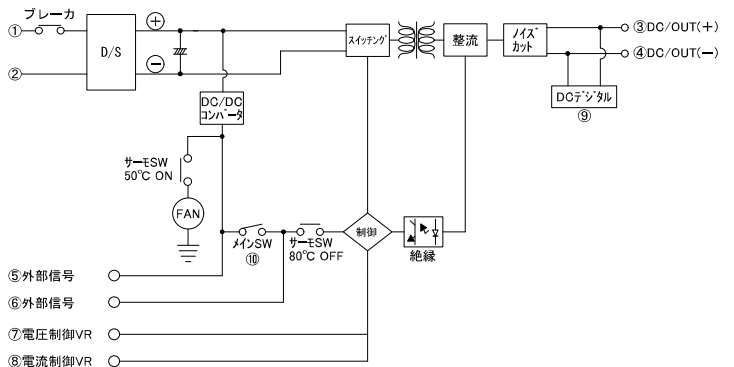 ブレーカ
①
②
D/S
+
−
DC/DC
コンバータ
スイッチング
整流
ノイズ
カット
③DC/OUT(+)
④DC/OUT(−)
DCデジタル
⑨
サーモSW
50℃ ON
FAN
メインSW
⑩
サーモSW
80℃ OFF
制御
絶縁
⑤外部信号
⑥外部信号
⑦電圧制御VR
⑧電流制御VR